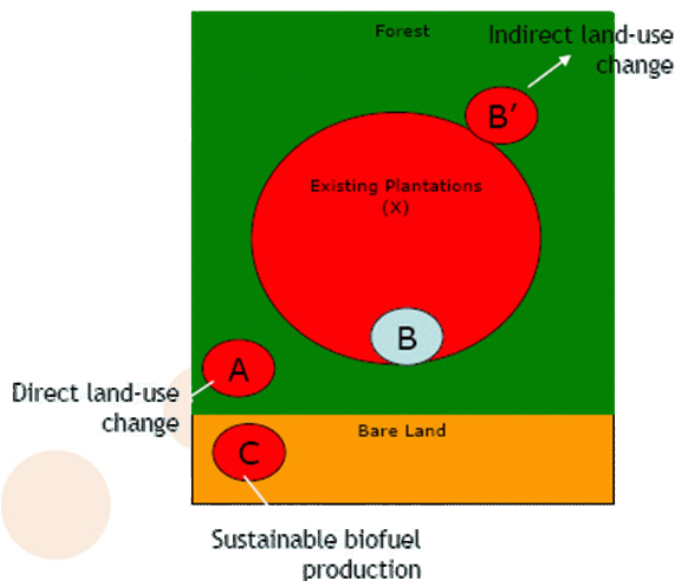 Forest
Indirect land-use
change
B′
Existing Plantations
(X)
B
A
Direct land-use
change
Bare Land
C
Sustainable biofuel
production